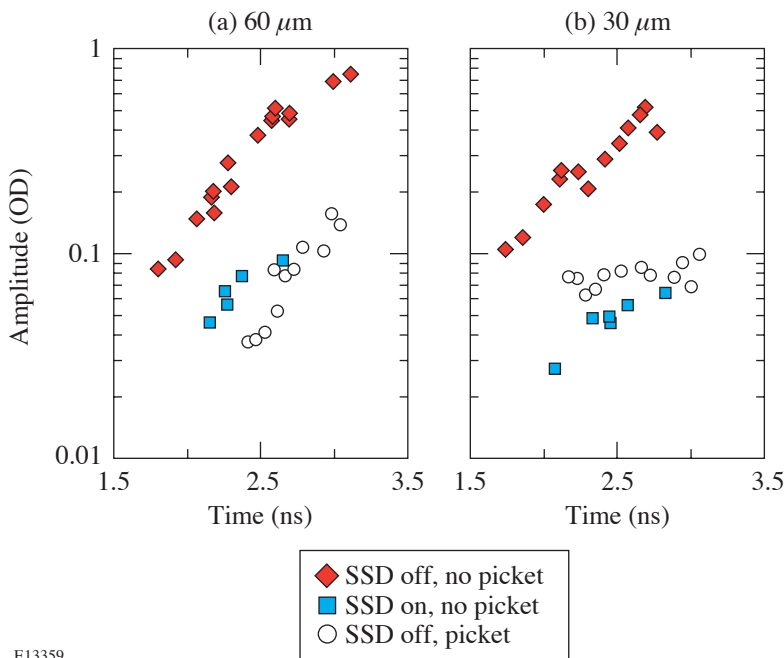 (a) 60 μm
(b) 30 μm
1
0.1
0.01
Amplitude (OD)
1.5 2.5 3.5 1.5 2.5 3.5
Time (ns)
Time (ns)
SSD off, no picket
SSD on, no picket
SSD off, picket
E13359